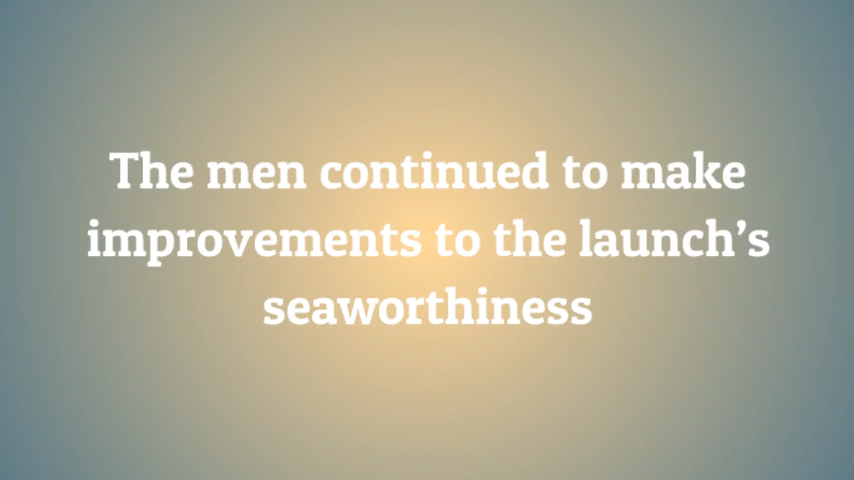 The men continued to make
improvements to the launch’s
seaworthiness